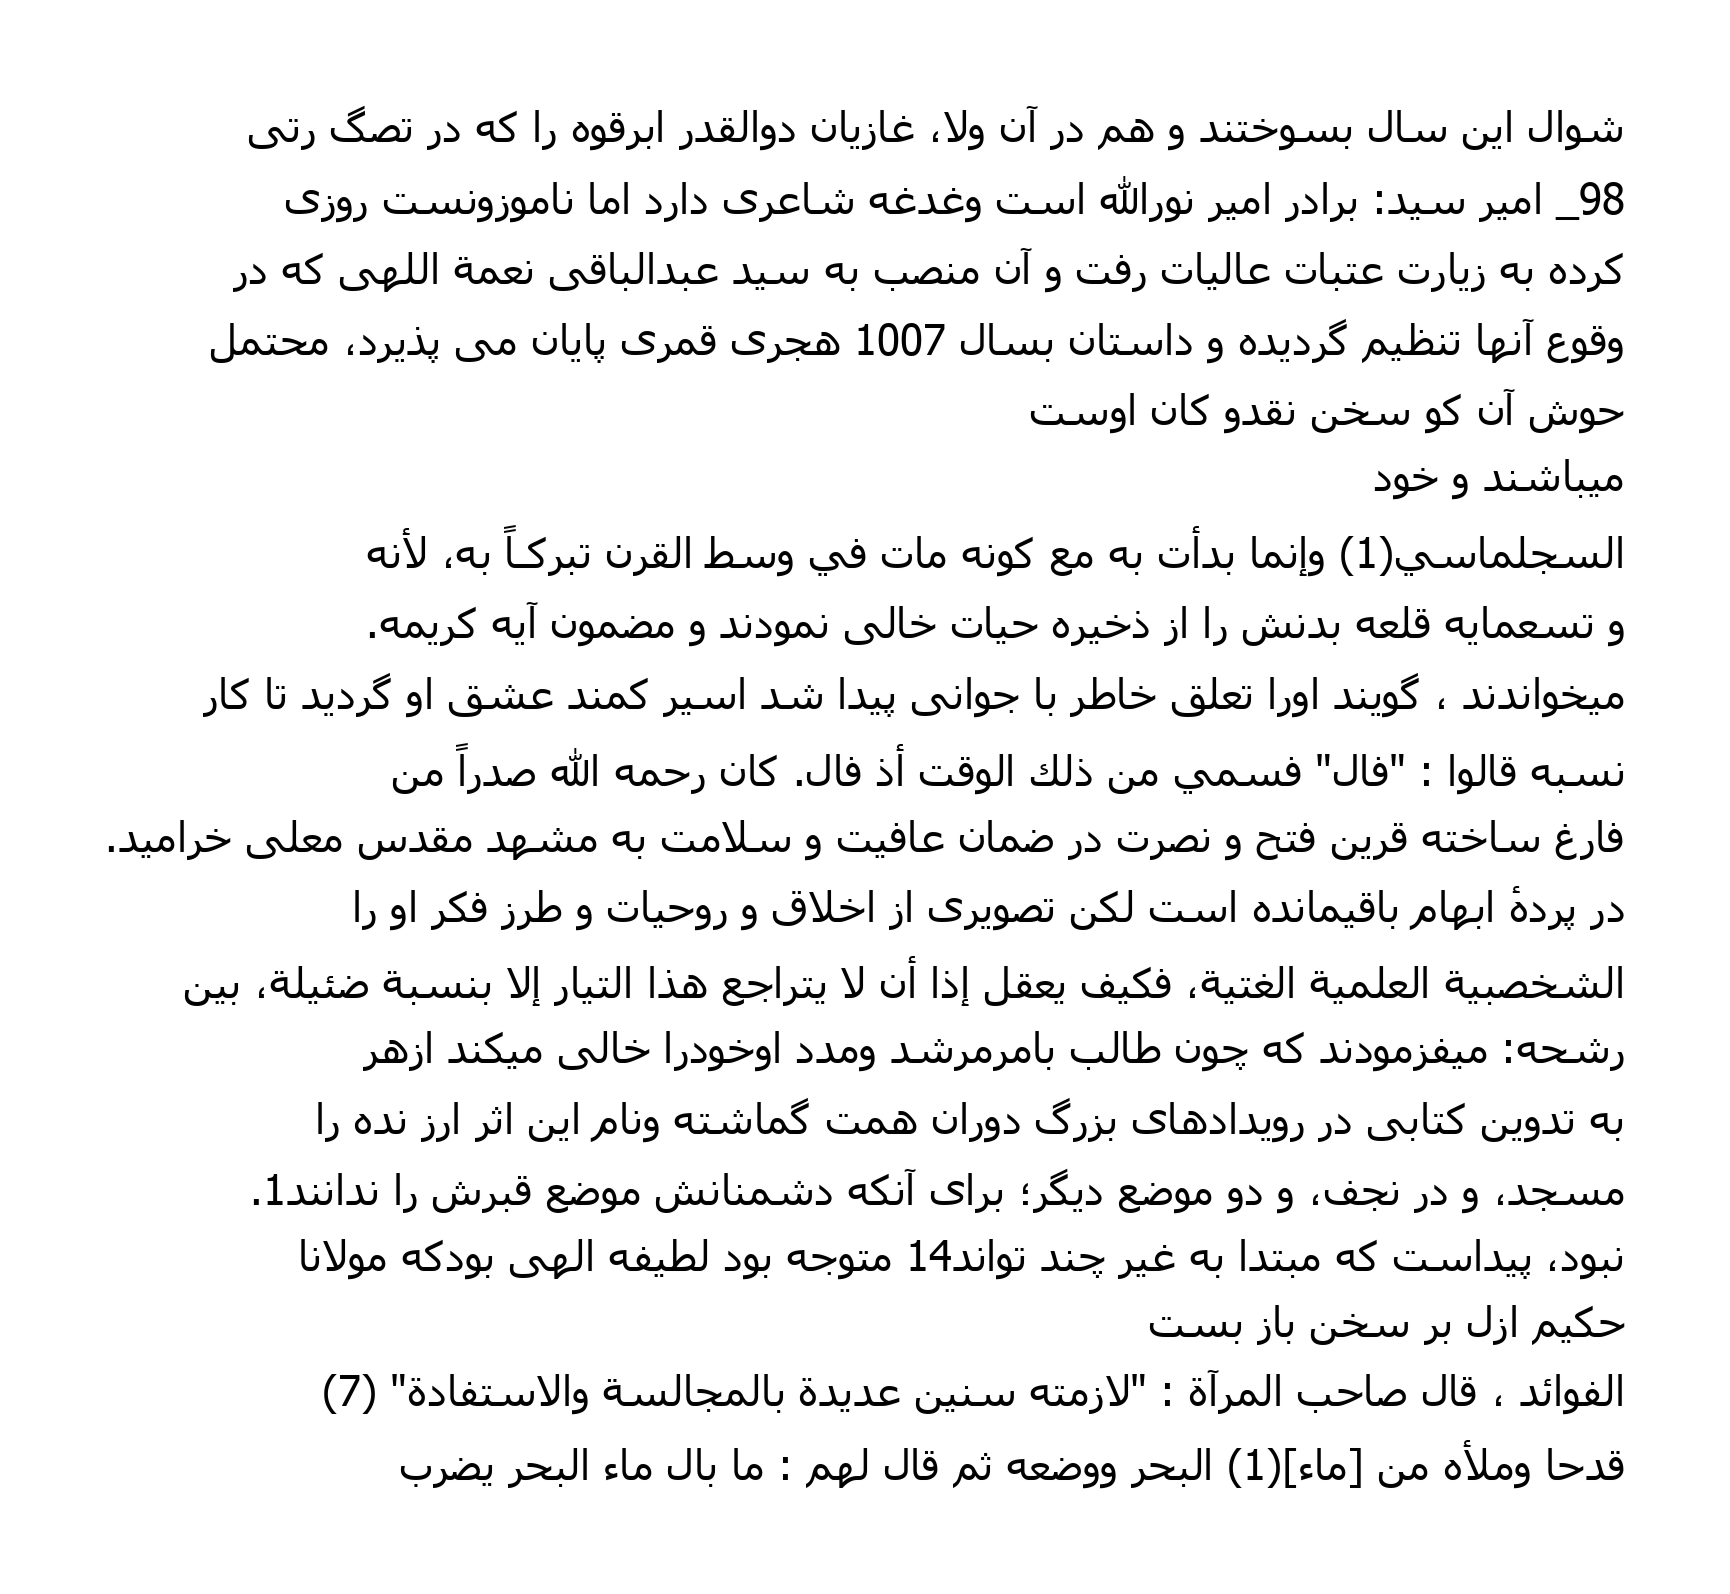 شوال این سال بسوختند و هم در آن ولا، غازیان دوالقدر ابرقوه را که در تصگ رتی
98_ امیر سید: برادر امیر نورالله است وغدغه شاعری دارد اما ناموزونست روزی
کرده به زیارت عتبات عالیات رفت و آن منصب به سید عبدالباقی نعمة اللهی که در
وقوع آنها تنظیم گردیده و داستان بسال 1007 هجری قمری پایان می پذیرد، محتمل
حوش آن کو سخن نقدو کان اوست
میباشند و خود
السجلماسي(1) وإنما بدأت به مع كونه مات في وسط القرن تبركاً به، لأنه
و تسعمایه قلعه بدنش را از ذخیره حیات خالی نمودند و مضمون آیه کریمه.
میخواندند ، گویند اورا تعلق خاطر با جوانی پیدا شد اسیر کمند عشق او گردید تا کار
نسبه قالوا : "فال" فسمي من ذلك الوقت أذ فال. كان رحمه الله صدراً من
فارغ ساخته قرین فتح و نصرت در ضمان عافیت و سلامت به مشهد مقدس معلی خرامید.
در پردهٔ ابهام باقیمانده است لکن تصویری از اخلاق و روحیات و طرز فکر او را
الشخصبية العلمية الغتية، فكيف يعقل إذا أن لا يتراجع هذا التيار إلا بنسبة ضئيلة، بين
رشحه: میفزمودند که چون طالب بامرمرشد ومدد اوخودرا خالی میکند ازهر
به تدوین کتابی در رویدادهای بزرگ دوران همت گماشته ونام این اثر ارز نده را
مسجد، و در نجف، و دو موضع دیگر؛ برای آنکه دشمنانش موضع قبرش را ندانند1.
نبود، پیداست که مبتدا به غیر چند تواند14 متوجه بود لطیفه الهی بودکه مولانا
حکیم ازل بر سخن باز بست
الفوائد ، قال صاحب المرآة : "لازمته سنين عديدة بالمجالسة والاستفادة" (7)
قدحا وملأه من [ماء](1) البحر ووضعه ثم قال لهم : ما بال ماء البحر يضرب